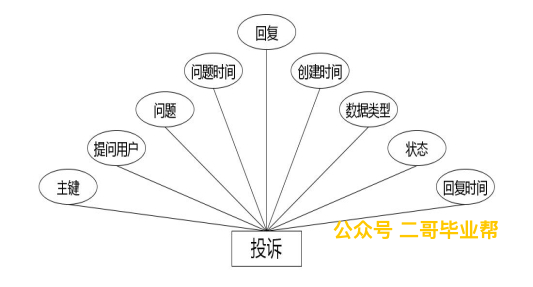 回复
问题时间
创建时间
问题
数据类型
提问用户
状态
主键
回复时间
公众号 二哥毕业帮
投诉